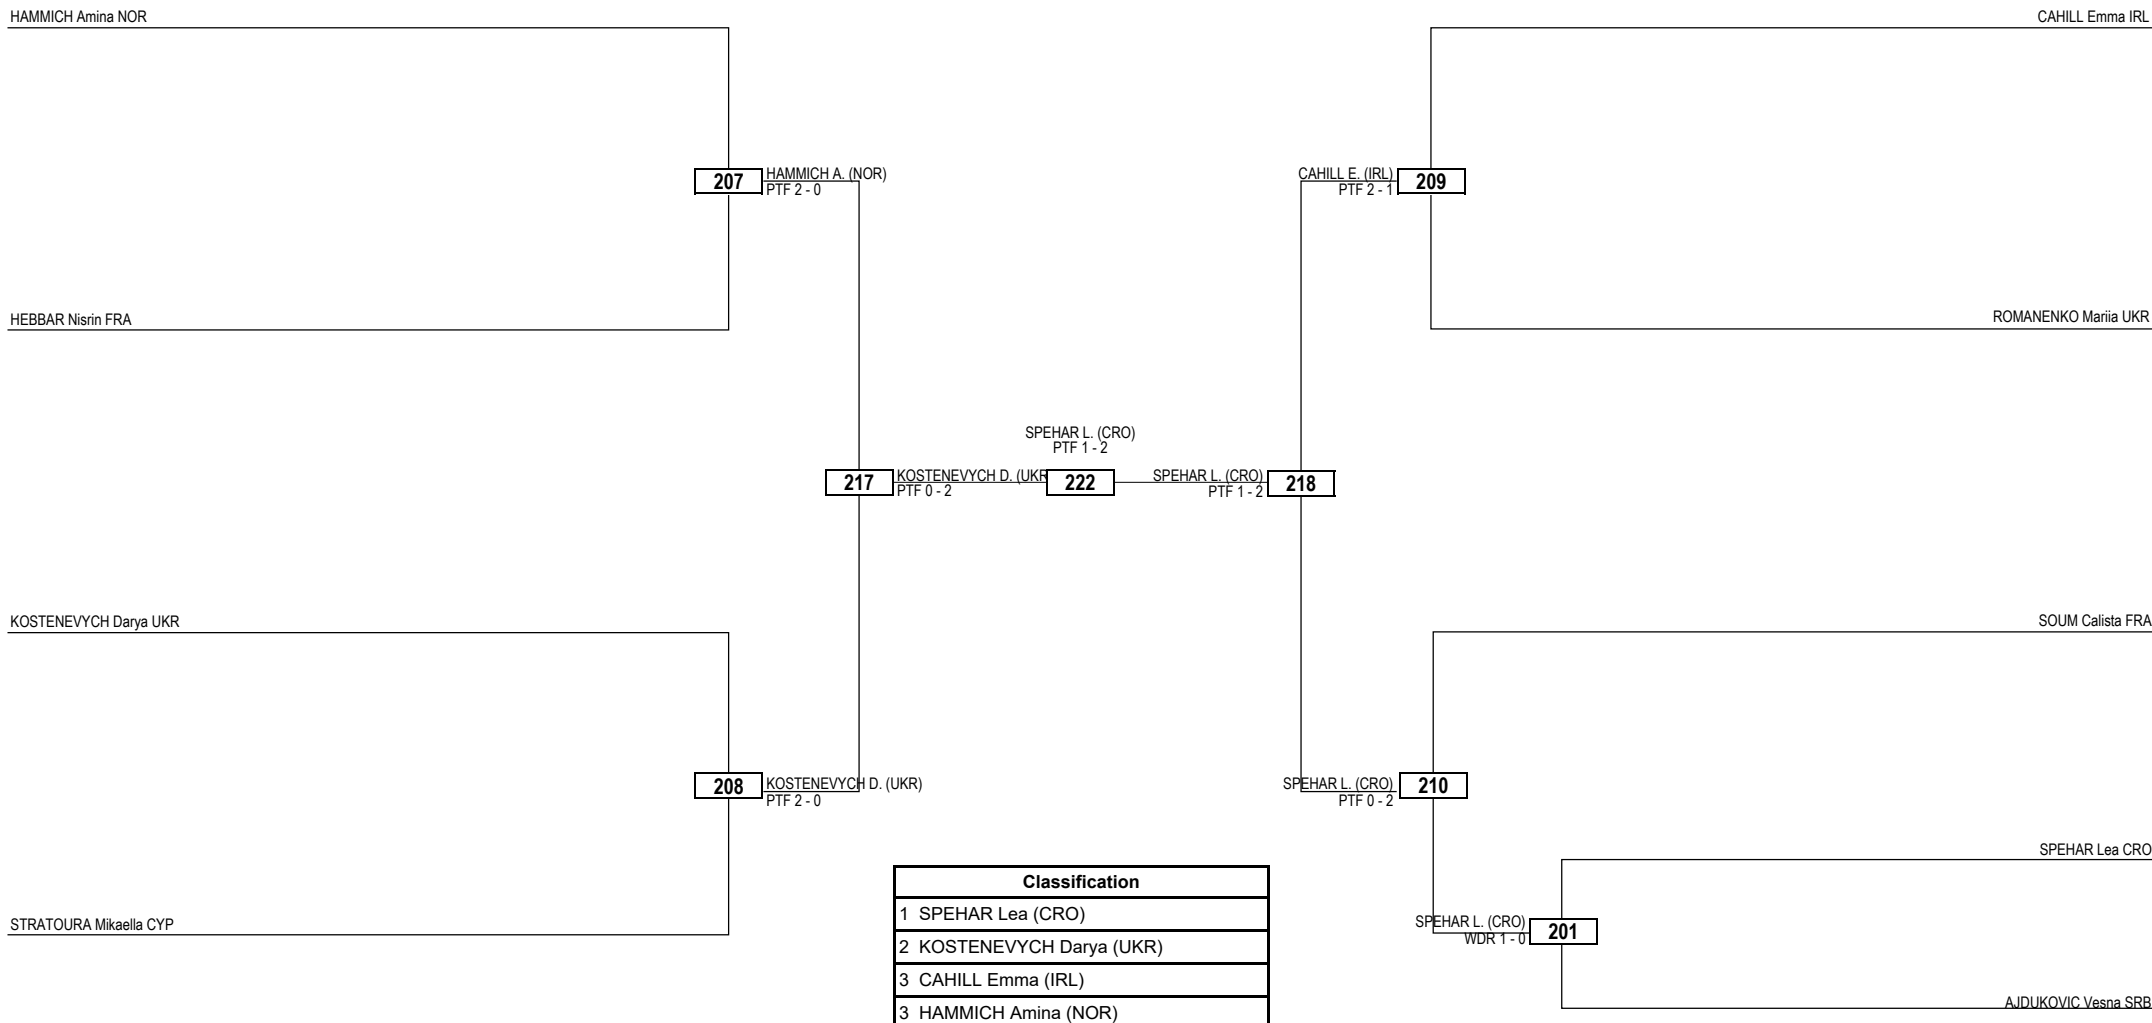 HAMMICH Amina NOR
CAHILL Emma IRL
207
HAMMICH A. (NOR)
PTF 2 - 0
CAHILL E. (IRL)
PTF 2 - 1
209
HEBBAR Nisrin FRA
ROMANENKO Mariia UKR
SPEHAR L. (CRO)
PTF 1 - 2
217
KOSTENEVYCH D. (UKR
PTF 0 - 2
222
SPEHAR L. (CRO)
PTF 1 - 2
218
KOSTENEVYCH Darya UKR
SOUM Calista FRA
208
KOSTENEVYCH D. (UKR)
PTF 2 - 0
SPEHAR L. (CRO)
PTF 0 - 2
210
STRATOURA Mikaella CYP
SPEHAR Lea CRO
SPEHAR L. (CRO)
WDR 1 - 0
201
AJDUKOVIC Vesna SRB
Classification
1 SPEHAR Lea (CRO)
2 KOSTENEVYCH Darya (UKR)
3 CAHILL Emma (IRL)
3 HAMMICH Amina (NOR)